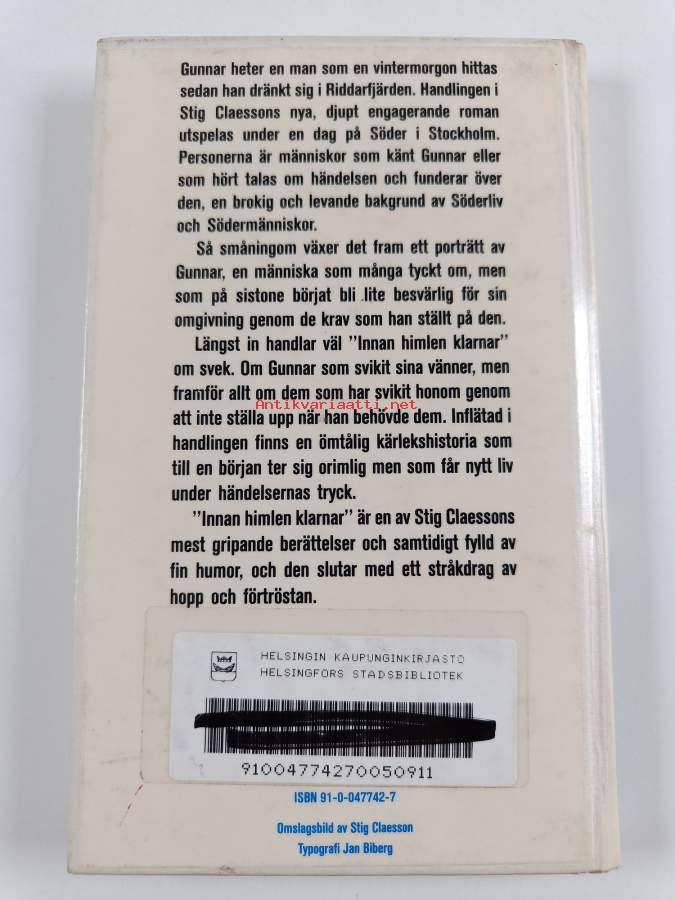 Gunnar heter en man som en vintermorgon hittas
sedan han dränkt sig i Riddarfjärden. Handlingen i
Stig Claessons nya, djupt engagerande roman
utspelas under en dag på Söder i Stockholm.
Personerna är människor som känt Gunnar eller
som hört talas om händelsen och funderar över
den, en brokig och levande bakgrund av Söderliv
och Södermänniskor.
Så småningom växer det fram ett porträtt av
Gunnar, en människa som många tyckt om, men
som på sistone börjat bli lite besvärlig för sin
omgivning genom de krav som han ställt på den.
Längst in handlar väl ”Innan himlen klarnar”
om svek. Om Gunnar som svikit sina vänner, men
framför allt om dem som har svikit honom genom
Antikvariaatti.net
att inte ställa upp när han behövde dem. Inflätad i
handlingen finns en ömtålig kärlekshistoria som
till en början ter sig orimlig men som får nytt liv
under händelsernas tryck.
”Innan himlen klarnar” är en av Stig Claessons
mest gripande berättelser och samtidigt fylld av
fin humor, och den slutar med ett stråkdrag av
hopp och förtröstan.
HELSINGIN KAUPUNGINKIRJASTO
HELSINGFORS STADSBIBLIOTEK
91004774270050911
ISBN 91-0-047742-7
Omslagsbild av Stig Claesson
Typografi Jan Biberg